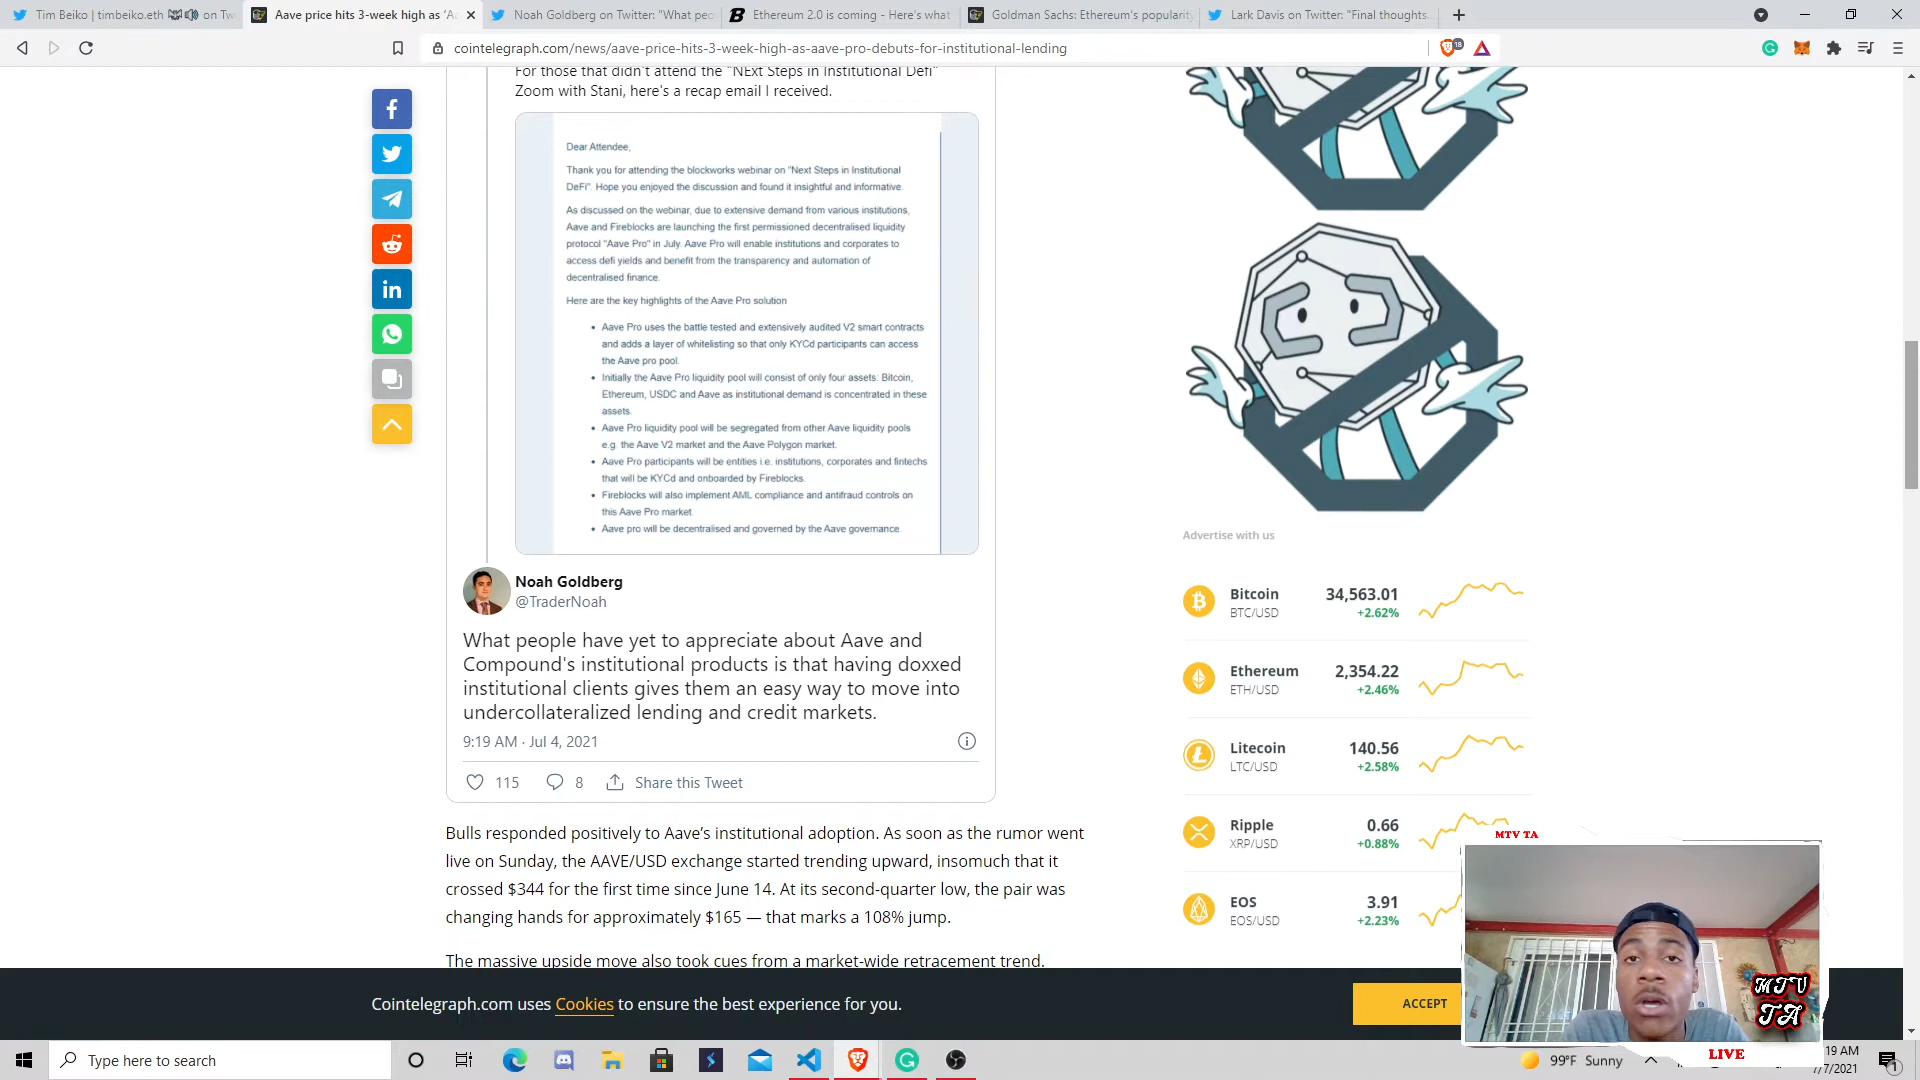 Tim Beiko | timbeiko.eth
on Tw
Aave price hits 3-week high as 'A
Noah Goldberg on Twitter: "What peo
Ethereum 2.0 is coming - Here's what
Goldman Sachs: Ethereum's popularity
Lark Davis on Twitter: "Final thoughts.
cointelegraph.com/news/aave-price-hits-3-week-high-as-aave-pro-debuts-for-institutional-lending
18
For those that didn't attend the "NExt Steps in Institutional Defi"
Zoom with Stani, here's a recap email I received.
Dear Attendee,
Thank you for attending the blockworks webinar on "Next Steps in Institutional
DeFi". Hope you enjoyed the discussion and found it insightful and informative.
As discussed on the webinar, due to extensive demand from various institutions,
Aave and Fireblocks are launching the first permissioned decentralised liquidity
protocol "Aave Pro" in July. Aave Pro will enable institutions and corporates to
access defi yields and benefit from the transparency and automation of
decentralised finance.
Here are the key highlights of the Aave Pro solution
• Aave Pro uses the battle tested and extensively audited V2 smart contracts
and adds a layer of whitelisting so that only KYCd participants can access
the Aave pro pool.
• Initially the Aave Pro liquidity pool will consist of only four assets: Bitcoin,
Ethereum, USDC and Aave as institutional demand is concentrated in these
assets.
• Aave Pro liquidity pool will be segregated from other Aave liquidity pools
e.g. the Aave V2 market and the Aave Polygon market.
• Aave Pro participants will be entities i.e. institutions, corporates and fintechs
that will be KYCd and onboarded by Fireblocks.
• Fireblocks will also implement AML compliance and antifraud controls on
this Aave Pro market.
• Aave pro will be decentralised and governed by the Aave governance.
Noah Goldberg
@TraderNoah
What people have yet to appreciate about Aave and
Compound's institutional products is that having doxxed
institutional clients gives them an easy way to move into
undercollateralized lending and credit markets.
9:19 AM · Jul 4, 2021
115
8
Share this Tweet
Bulls responded positively to Aave's institutional adoption. As soon as the rumor went
live on Sunday, the AAVE/USD exchange started trending upward, insomuch that it
crossed $344 for the first time since June 14. At its second-quarter low, the pair was
changing hands for approximately $165 — that marks a 108% jump.
The massive upside move also took cues from a market-wide retracement trend.
Advertise with us
Bitcoin 34,563.01
BTC/USD +2.62%
Ethereum 2,354.22
ETH/USD +2.46%
Litecoin 140.56
LTC/USD +2.58%
Ripple 0.66
XRP/USD +0.88%
EOS 3.91
EOS/USD +2.23%
MTV TA
MTV
TA
LIVE
Cointelegraph.com uses Cookies to ensure the best experience for you.
ACCEPT
Type here to search
99°F Sunny
19 AM
7/7/2021
1